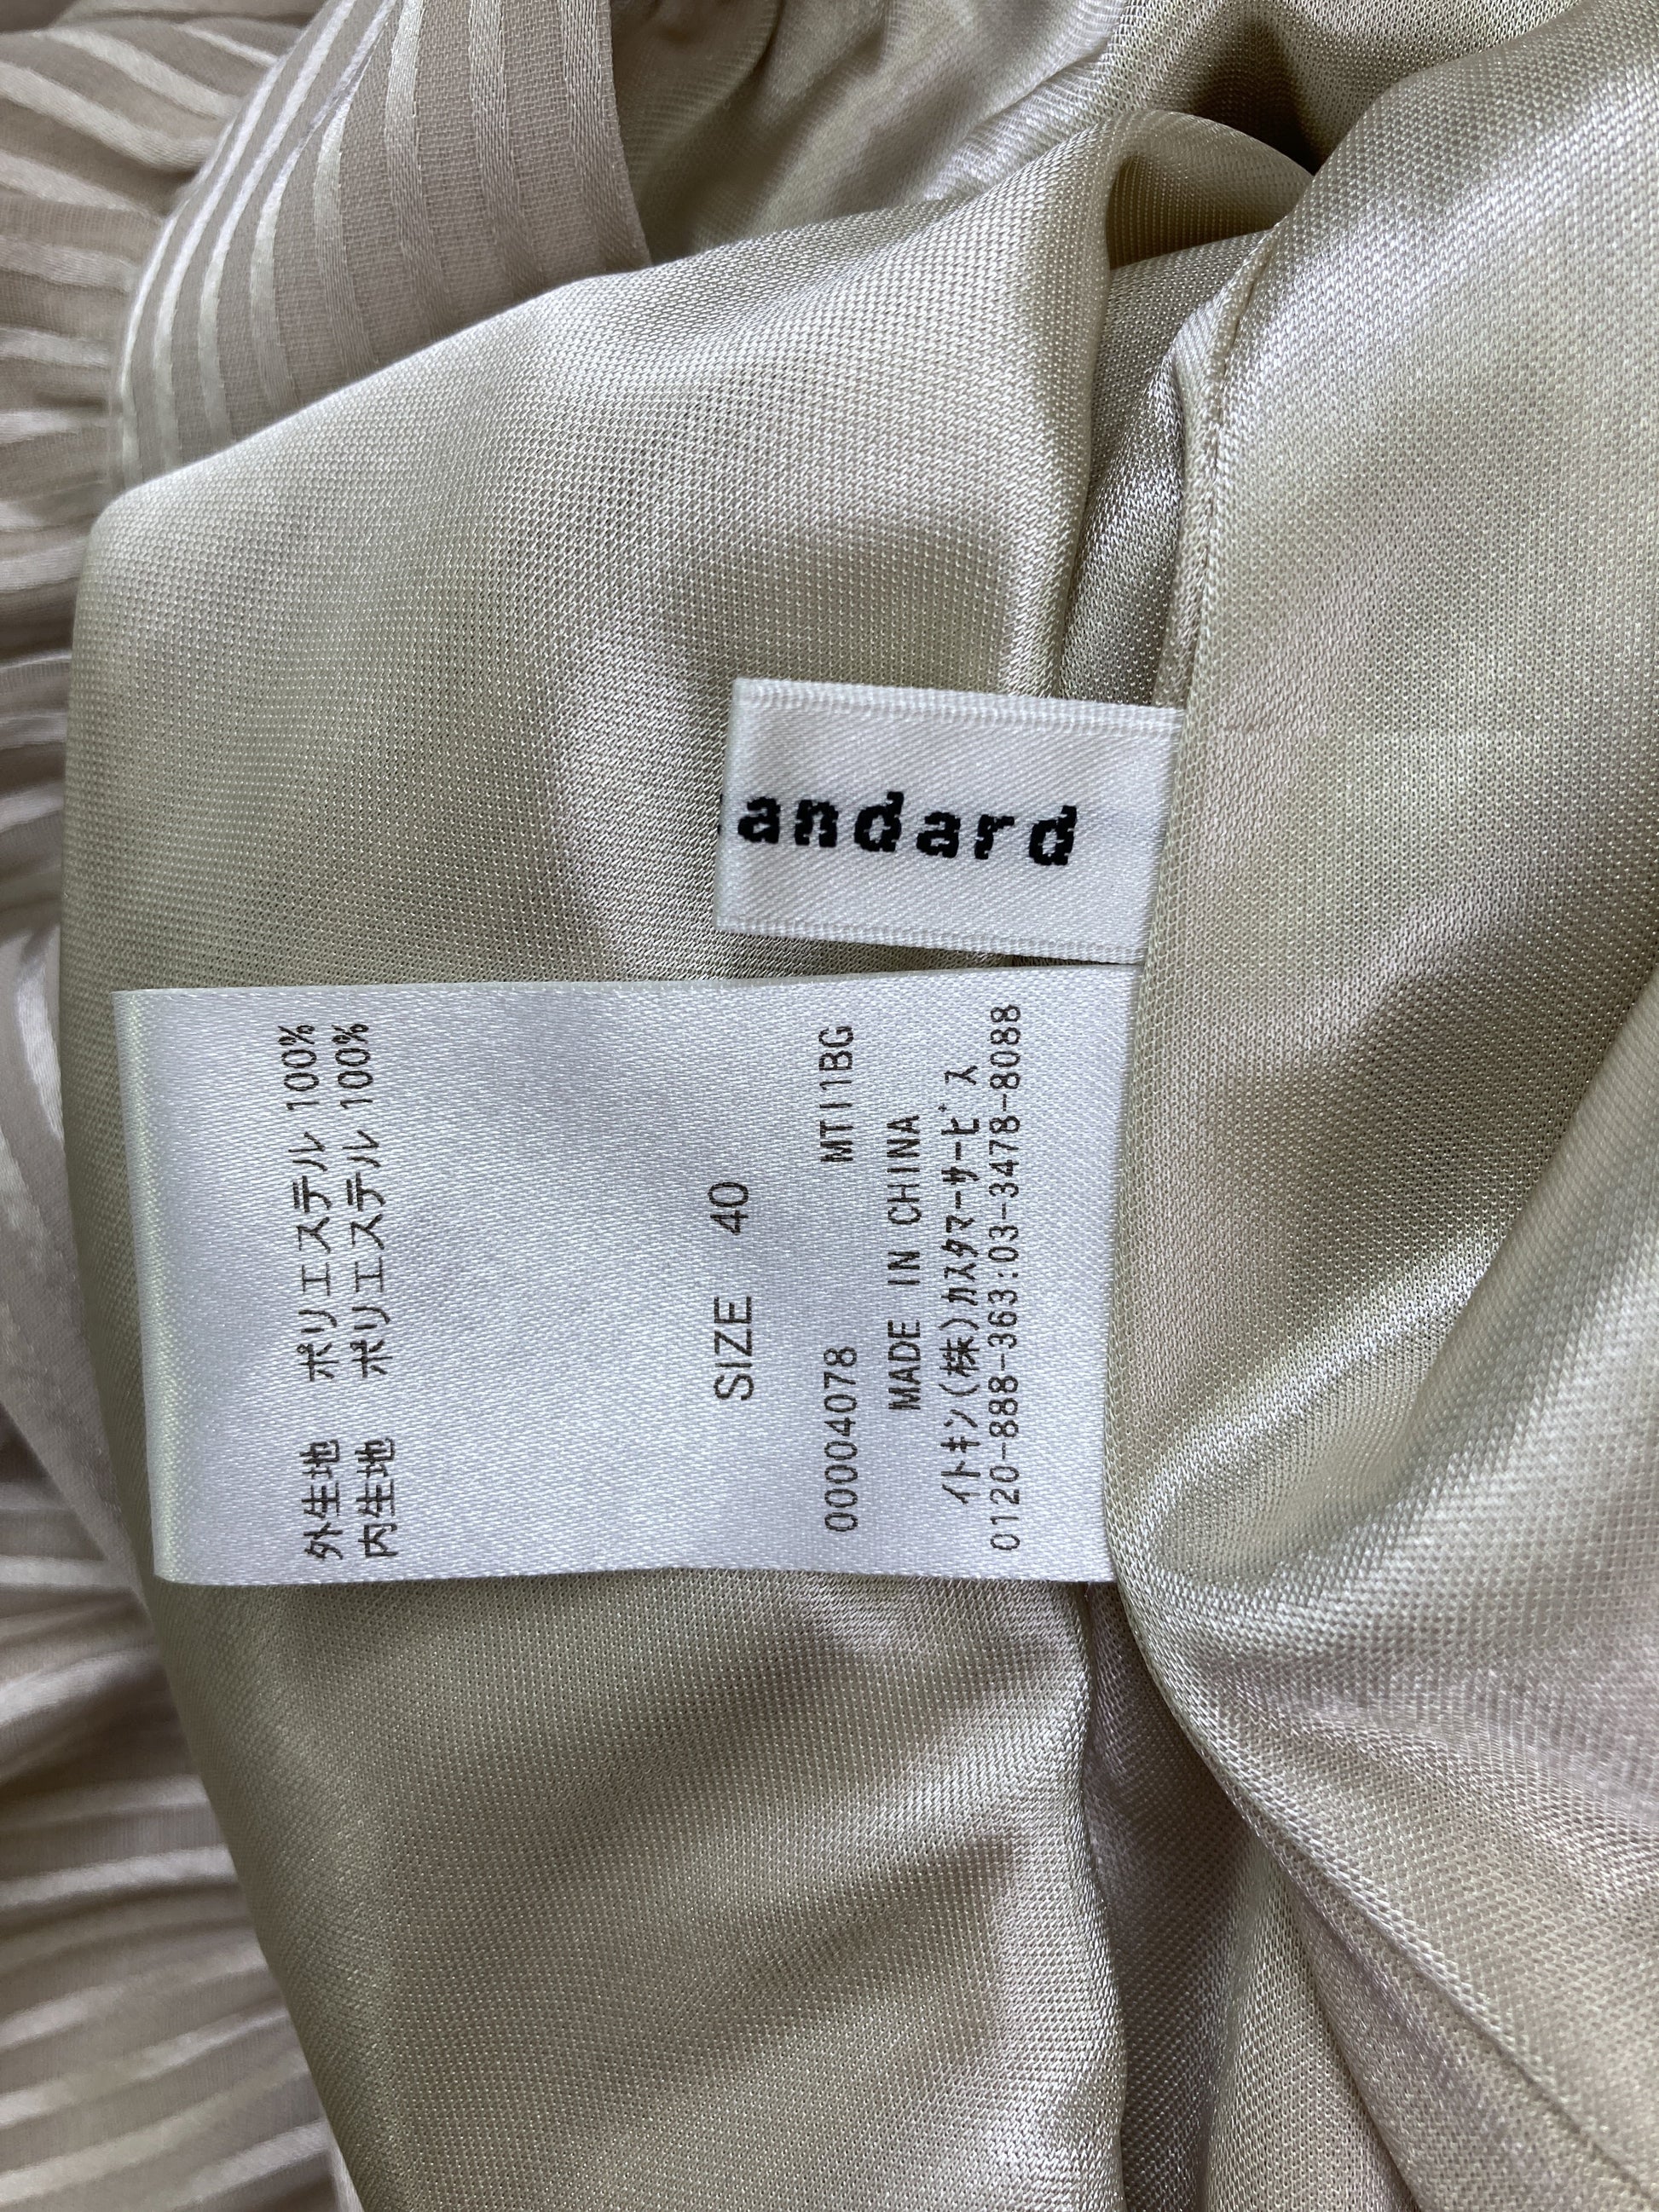 andard
外生地 ポリエステル 100%
内生地 ポリエステル 100%
SIZE 40
00004078 MT11BG
MADE IN CHINA
イトキン(株)カスタマーサービス
0120-888-363:03-3478-8088